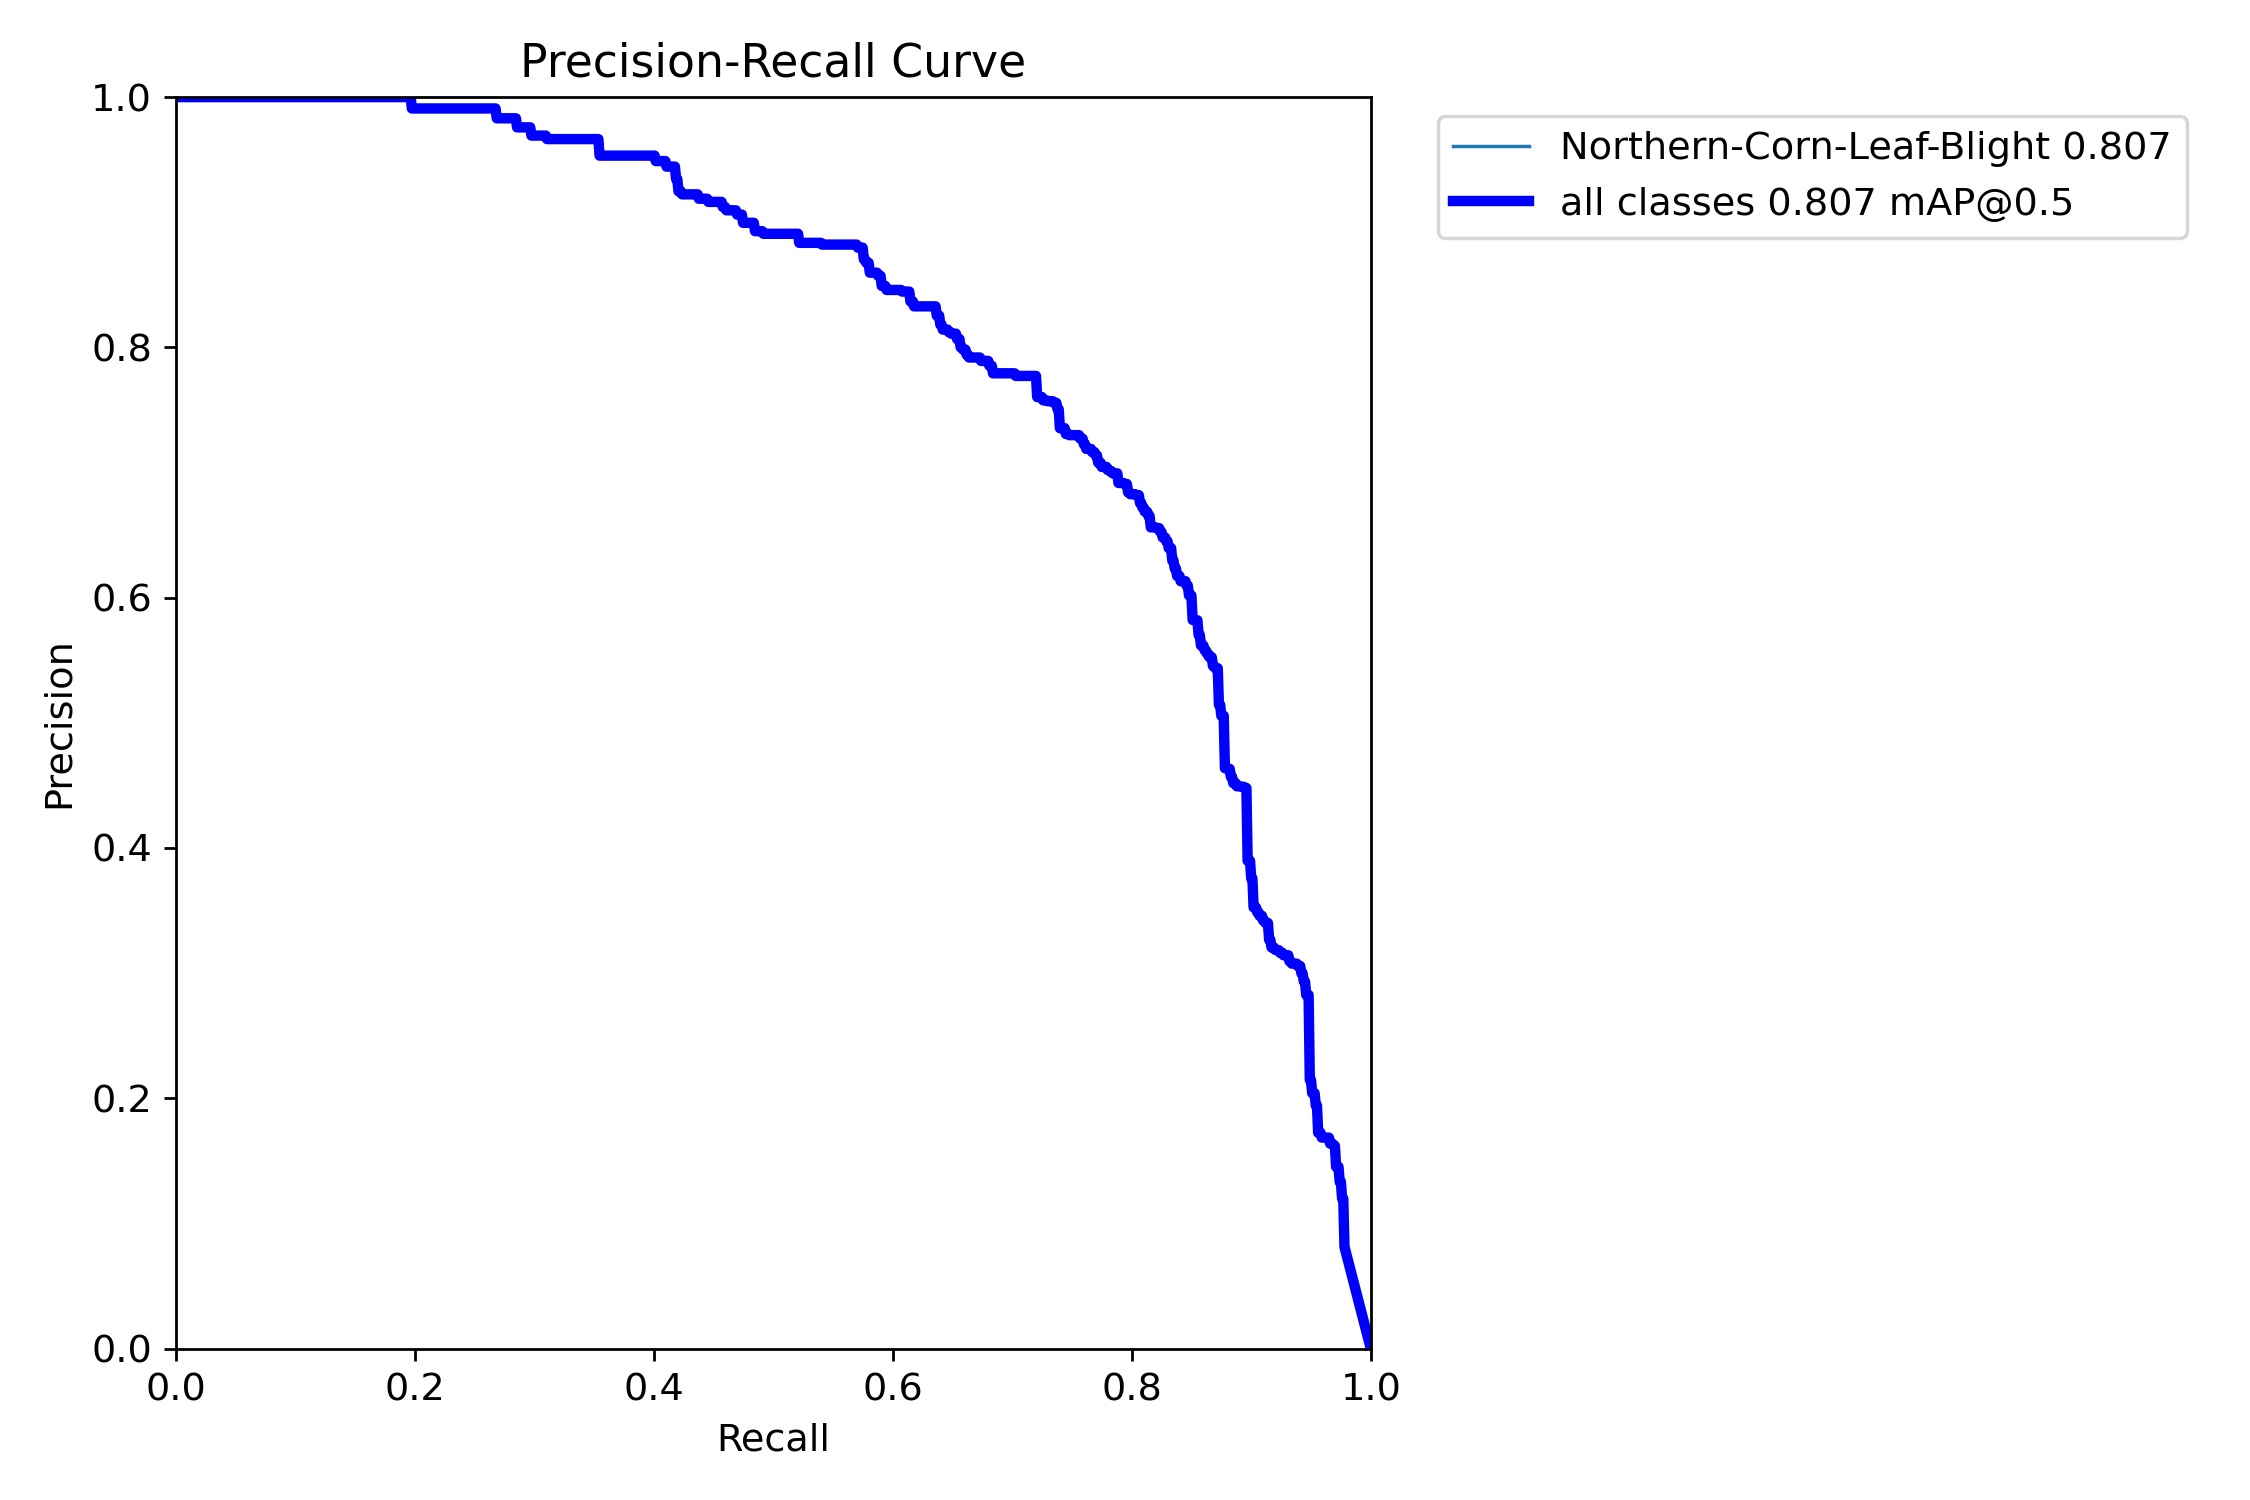 Precision-Recall Curve
Northern-Corn-Leaf-Blight 0.807
all classes 0.807 mAP@0.5
1.0
0.8
0.6
0.4
0.2
0.0
Precision
0.0 0.2 0.4 0.6 0.8 1.0
Recall